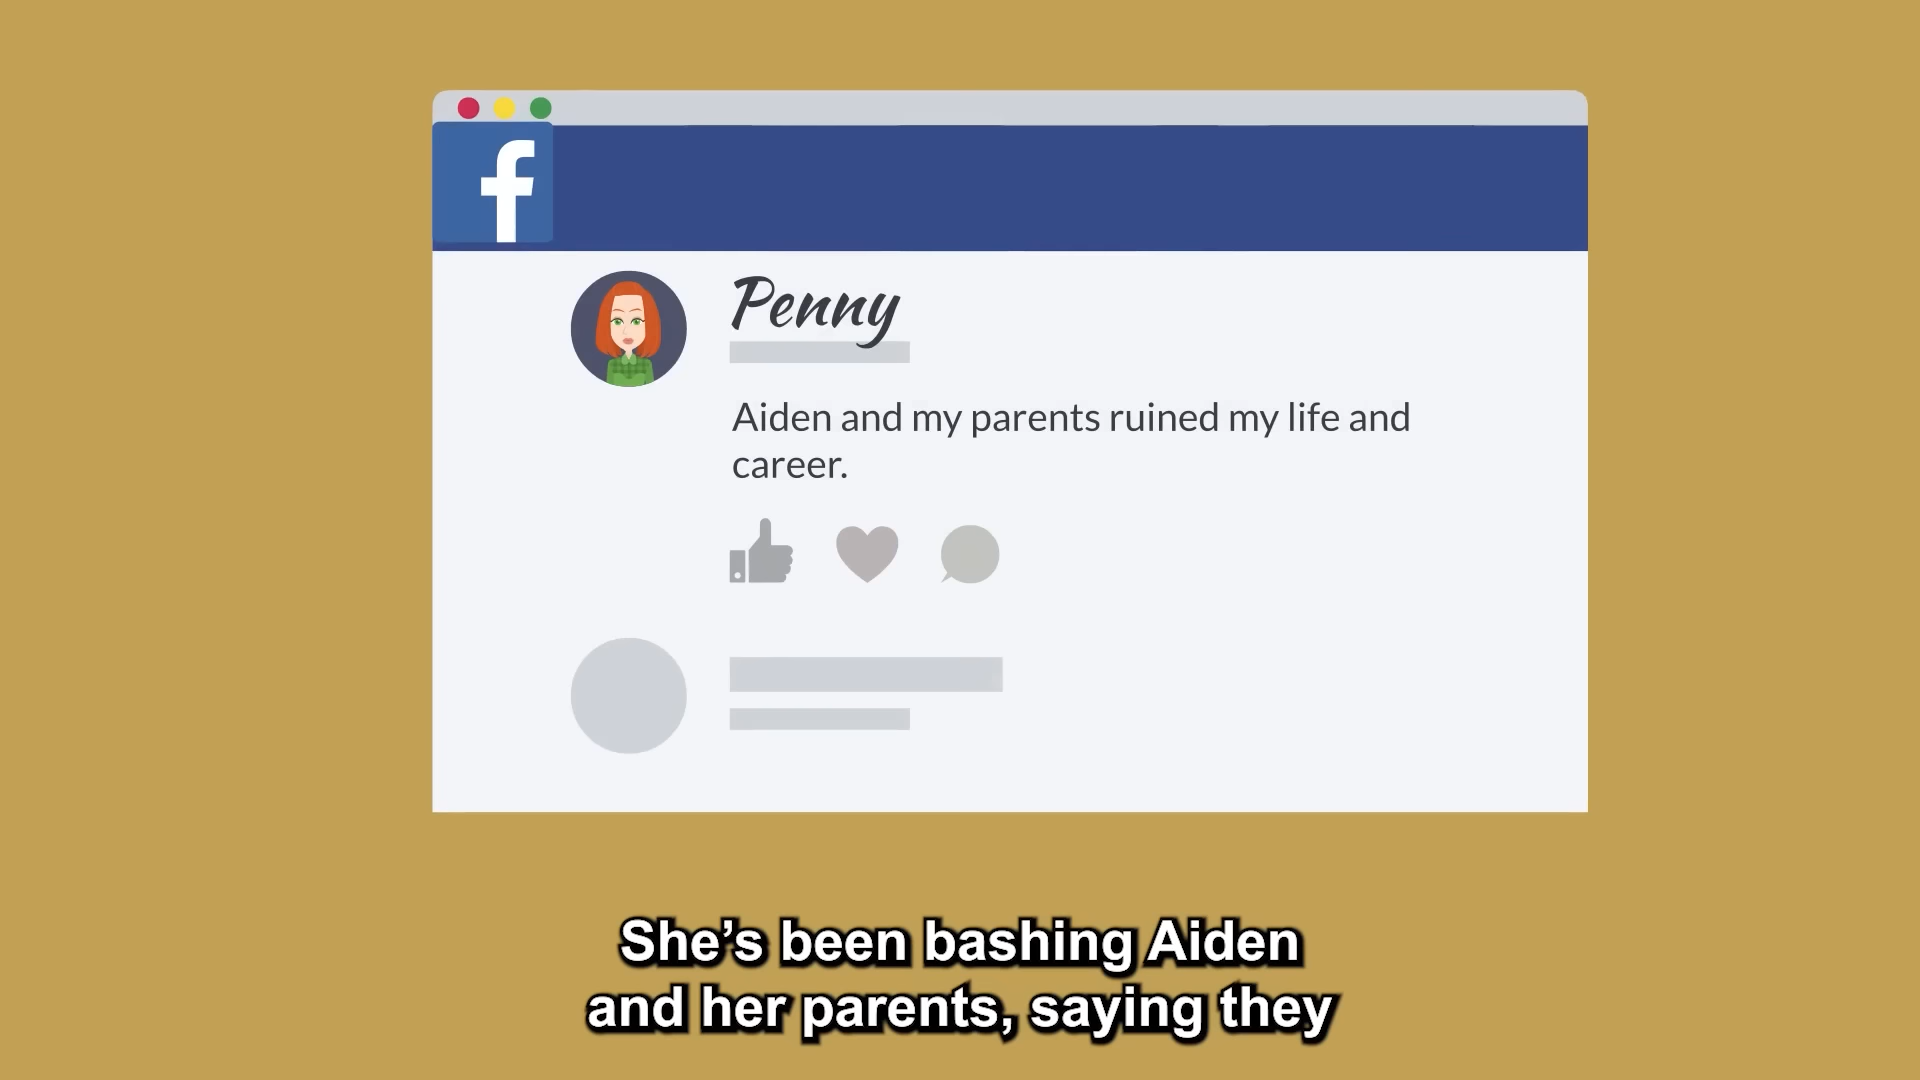 f
Penny
Aiden and my parents ruined my life and
career.
She’s been bashing Aiden
and her parents, saying they